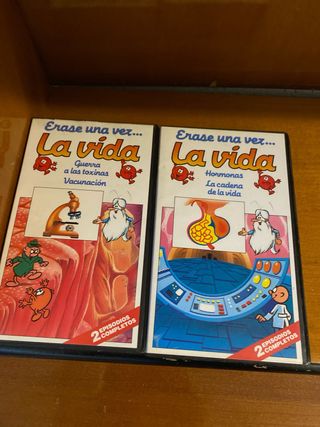 Erase una vez...
La vida
Guerra
a las toxinas
Vacunación
2 EPISODIOS
COMPLETOS
Erase una vez...
La vida
Hormonas
La cadena
de la vida
2 EPISODIOS
COMPLETOS